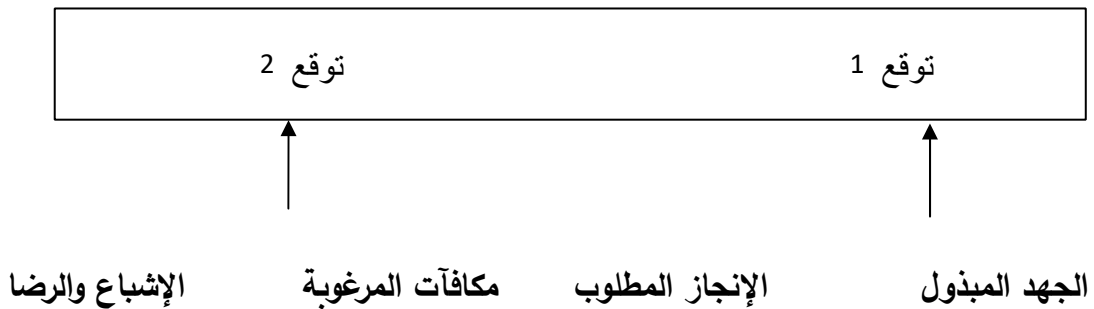 توقع 1 توقع 2
الجهد المبذول الإنجاز المطلوب مكافآت المرغوبة الإشباع والرضا